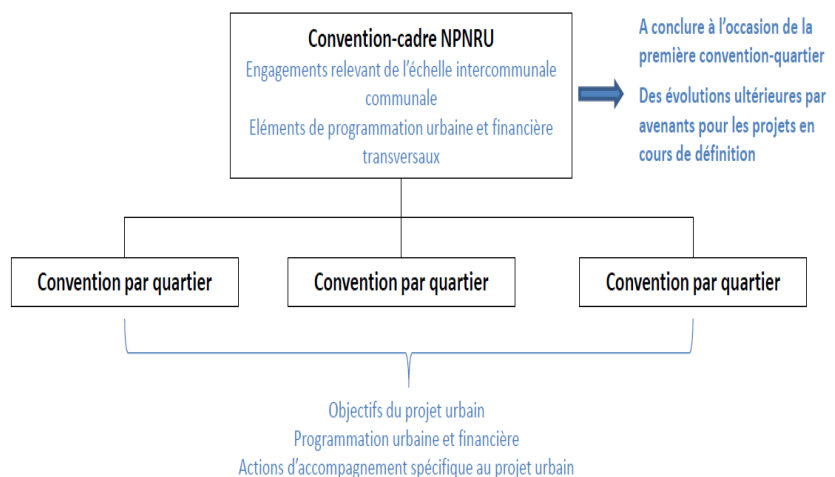 Convention-cadre NPNRU
Engagements relevant de l'échelle intercommunale
communale
Eléments de programmation urbaine et financière
transversaux
A conclure à l'occasion de la
première convention-quartier
Des évolutions ultérieures par
avenants pour les projets en
cours de définition
Convention par quartier
Convention par quartier
Convention par quartier
Objectifs du projet urbain
Programmation urbaine et financière
Actions d'accompagnement spécifique au projet urbain